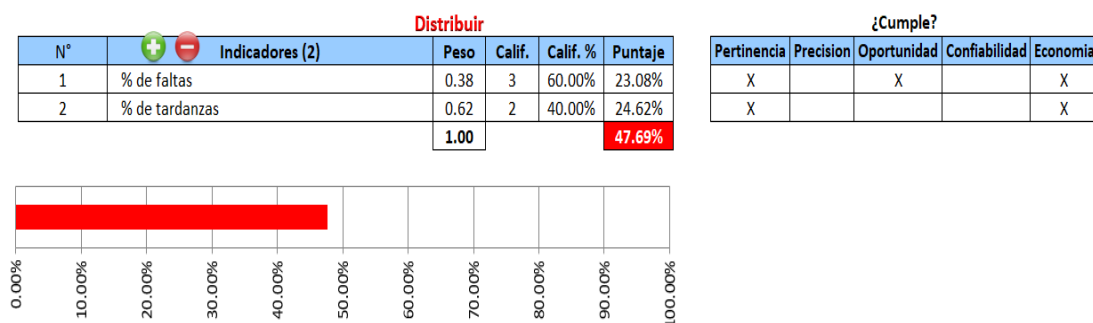 Distribuir ¿Cumple?
N° Indicadores (2) Peso Calif. Calif. % Puntaje Pertinencia Precision Oportunidad Confiabilidad Economia
1 % de faltas 0.38 3 60.00% 23.08% X X X
2 % de tardanzas 0.62 2 40.00% 24.62% X X
1.00 47.69%
0.00% 10.00% 20.00% 30.00% 40.00% 50.00% 60.00% 70.00% 80.00% 90.00% 100.00%